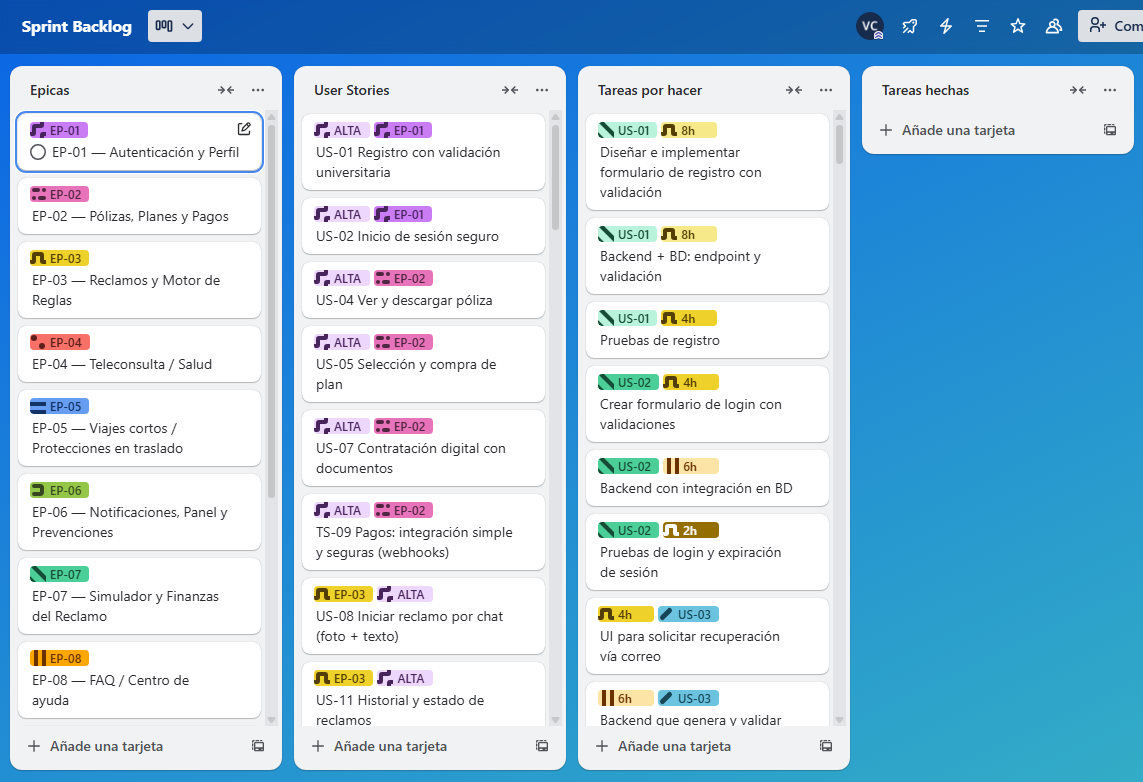 Sprint Backlog
VC
Com
Epicas
EP-01
EP-01 — Autenticación y Perfil
EP-02
EP-02 — Pólizas, Planes y Pagos
EP-03
EP-03 — Reclamos y Motor de
Reglas
EP-04
EP-04 — Teleconsulta / Salud
EP-05
EP-05 — Viajes cortos /
Protecciones en traslado
EP-06
EP-06 — Notificaciones, Panel y
Prevenciones
EP-07
EP-07 — Simulador y Finanzas
del Reclamo
EP-08
EP-08 — FAQ / Centro de
ayuda
Añade una tarjeta
User Stories
ALTA EP-01
US-01 Registro con validación
universitaria
ALTA EP-01
US-02 Inicio de sesión seguro
ALTA EP-02
US-04 Ver y descargar póliza
ALTA EP-02
US-05 Selección y compra de
plan
ALTA EP-02
US-07 Contratación digital con
documentos
ALTA EP-02
TS-09 Pagos: integración simple
y seguras (webhooks)
EP-03 ALTA
US-08 Iniciar reclamo por chat
(foto + texto)
EP-03 ALTA
US-11 Historial y estado de
reclamos
Añade una tarjeta
Tareas por hacer
US-01 8h
Diseñar e implementar
formulario de registro con
validación
US-01 8h
Backend + BD: endpoint y
validación
US-01 4h
Pruebas de registro
US-02 4h
Crear formulario de login con
validaciones
US-02 6h
Backend con integración en BD
US-02 2h
Pruebas de login y expiración
de sesión
4h US-03
UI para solicitar recuperación
vía correo
6h US-03
Backend que genera y validar
Añade una tarjeta
Tareas hechas
Añade una tarjeta